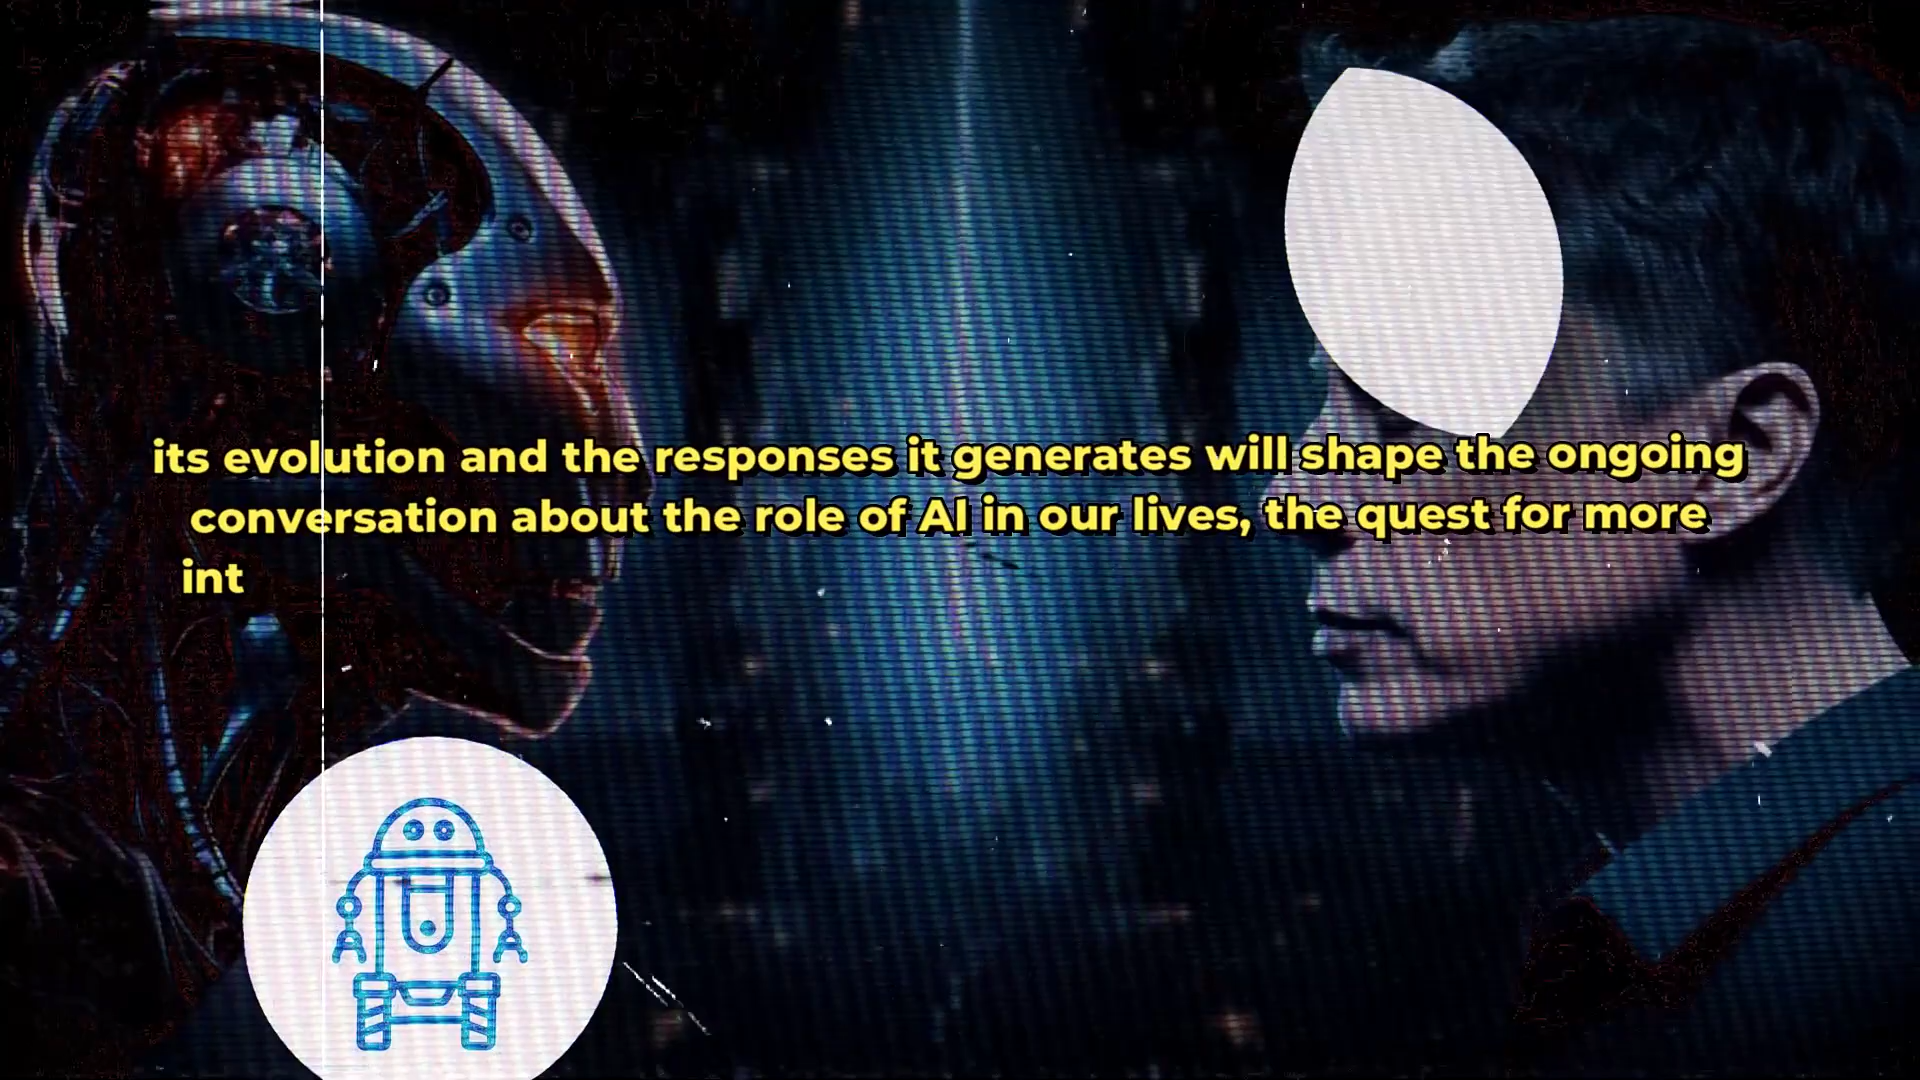 its evolution and the responses it generates will shape the ongoing
conversation about the role of AI in our lives, the quest for more
int